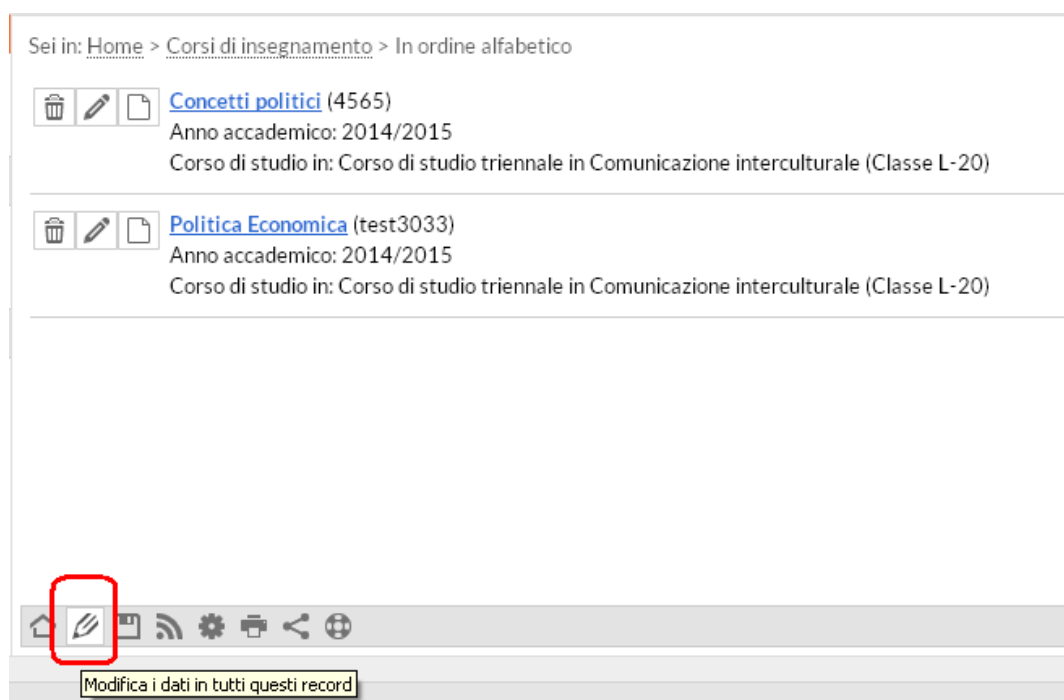 Sei in: Home > Corsi di insegnamento > In ordine alfabetico
Concetti politici (4565)
Anno accademico: 2014/2015
Corso di studio in: Corso di studio triennale in Comunicazione interculturale (Classe L-20)
Politica Economica (test3033)
Anno accademico: 2014/2015
Corso di studio in: Corso di studio triennale in Comunicazione interculturale (Classe L-20)
Modifica i dati in tutti questi record